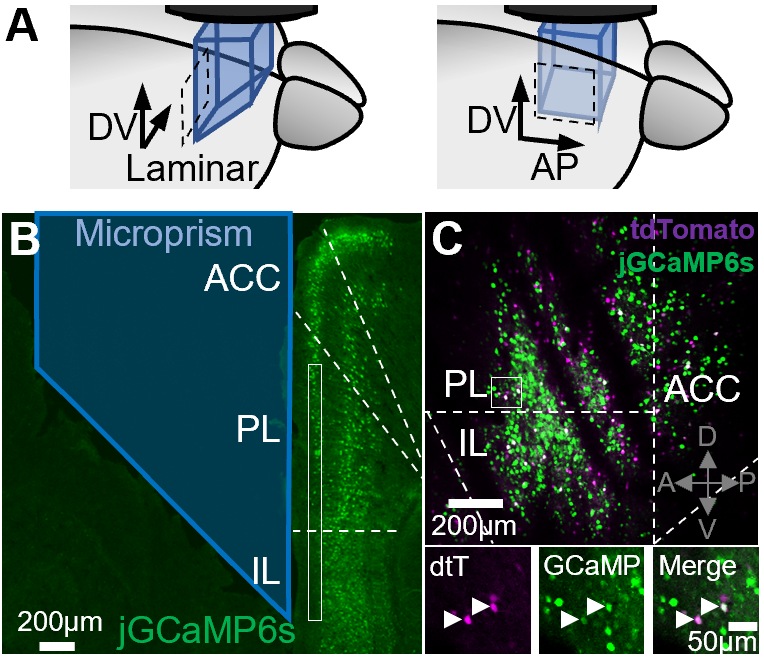 A
DV
Laminar
DV
AP
B
Microprism
ACC
PL
IL
200μm
jGCaMP6s
C
tdTomato
jGCaMP6s
PL
ACC
IL
D
A
P
V
200μm
dtT
GCaMP
Merge
50μm